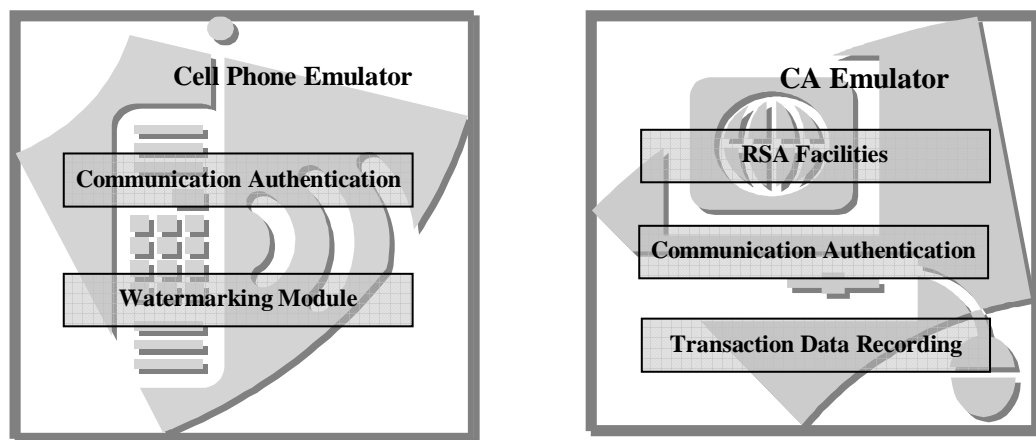 Cell Phone Emulator
Communication Authentication
Watermarking Module
CA Emulator
RSA Facilities
Communication Authentication
Transaction Data Recording